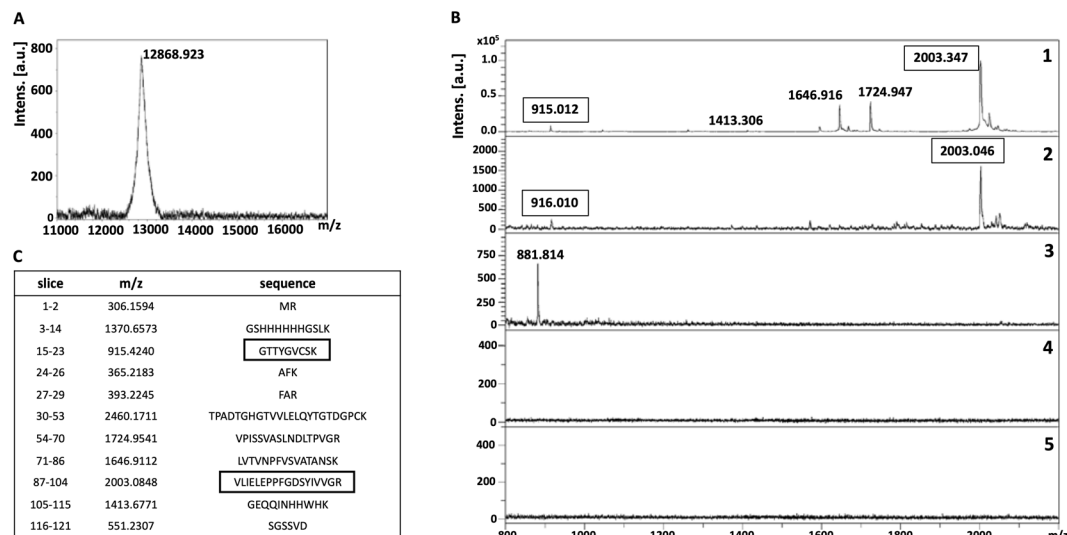 A
Intens. [a.u.]
800
600
400
200
0
12868.923
11000 12000 13000 14000 15000 16000
m/z
B
Intens. [a.u.]
x10⁵
1.0
0.5
0.0
915.012
1413.306
1646.916
1724.947
2003.347
1
2000
1500
1000
500
0
916.010
2003.046
2
750
500
250
0
881.814
3
400
200
0
4
400
200
0
5
800 1000 1200 1400 1600 1800 2000 m/z
C
slice m/z sequence
1-2 306.1594 MR
3-14 1370.6573 GSHHHHHHGSLK
15-23 915.4240 GTTYGVCSK
24-26 365.2183 AFK
27-29 393.2245 FAR
30-53 2460.1711 TPADTGHGTVVLELQYTGTDGPCK
54-70 1724.9541 VPISSVASLNDLTPVGR
71-86 1646.9112 LVTVNPFVSVATANSK
87-104 2003.0848 VLIELEPPFGDSYIVVGR
105-115 1413.6771 GEQQINHHWHK
116-121 551.2307 SGSSVD